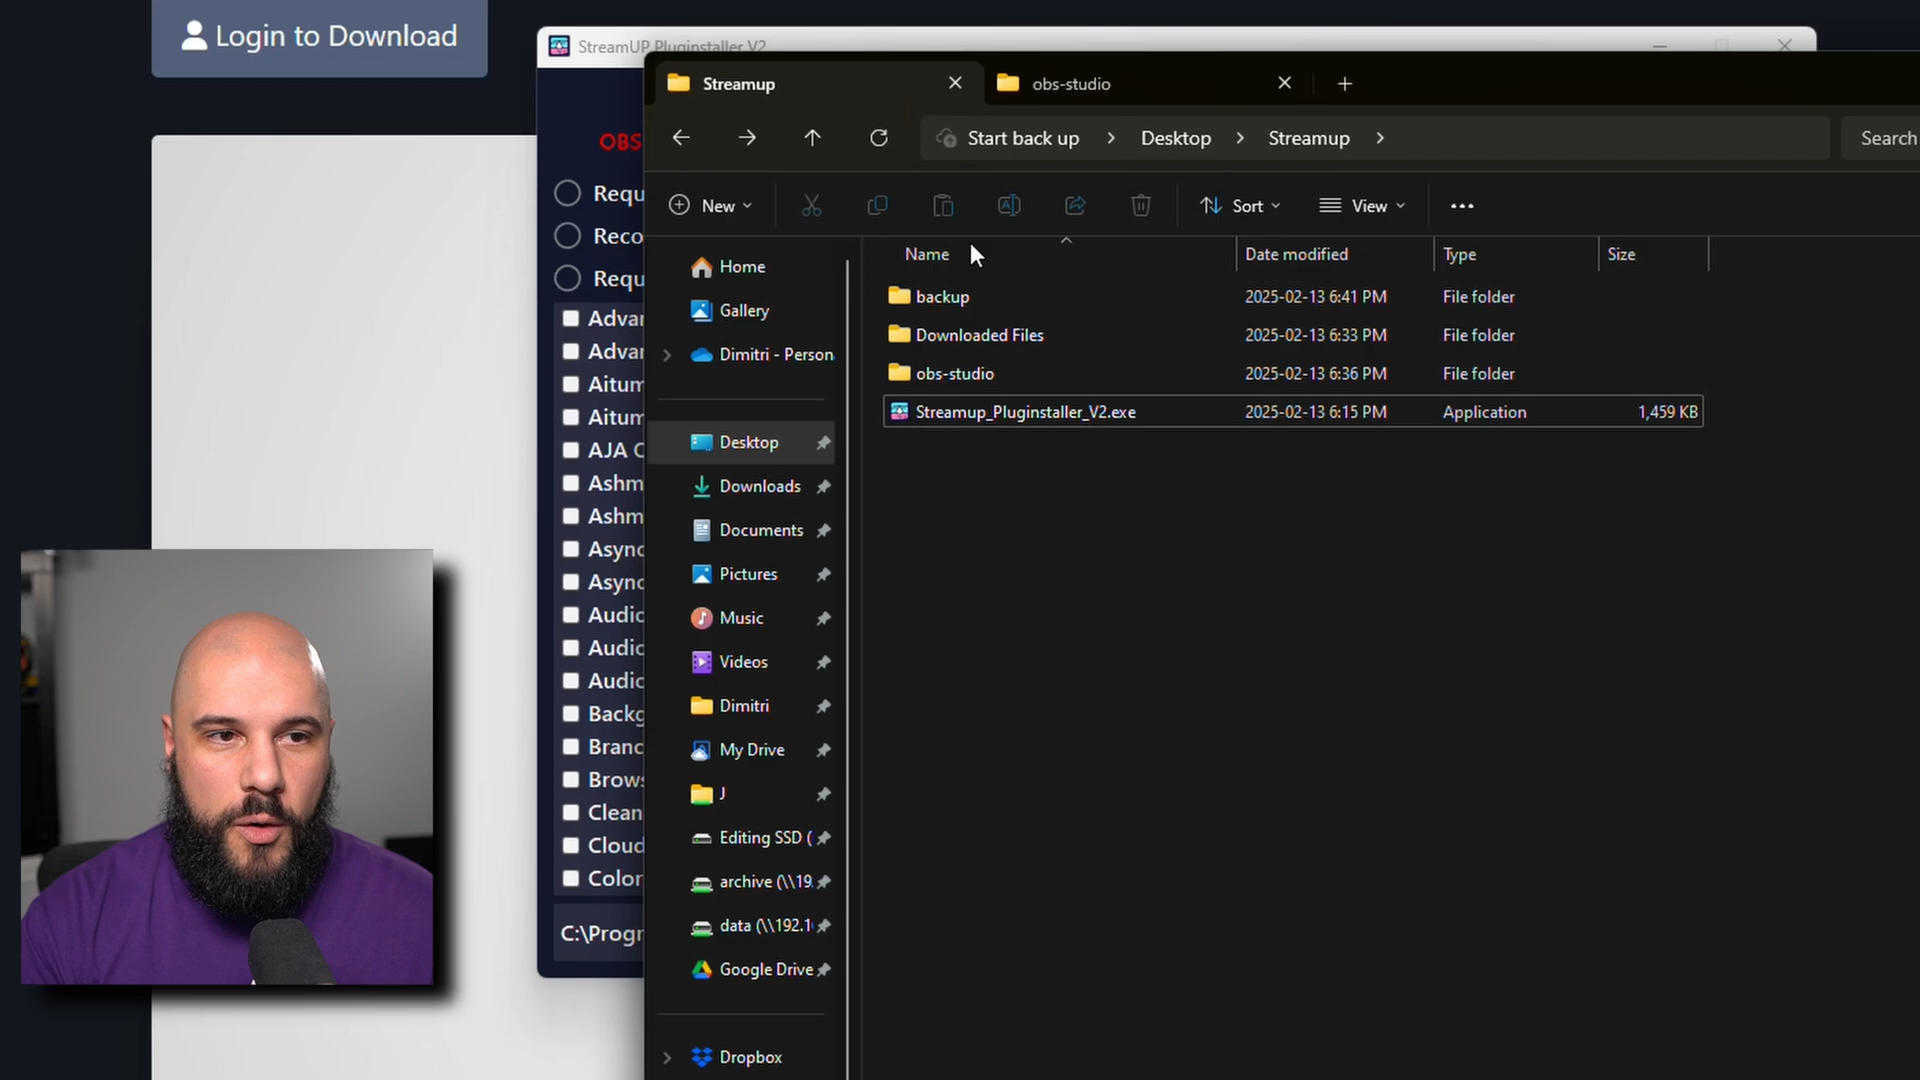 Login to Download
StreamUP Pluginstaller V2
OBS
Requ
Reco
Requ
Advar
Advar
Aitum
Aitum
AJA C
Ashm
Ashm
Async
Async
Audio
Audio
Audio
Backg
Branc
Brows
Clean
Cloud
Color
C:\Progr
Streamup
obs-studio
Start back up > Desktop > Streamup >
Search
New
Sort
View
Home
Gallery
Dimitri - Person
Desktop
Downloads
Documents
Pictures
Music
Videos
Dimitri
My Drive
J
Editing SSD (
archive (\\19
data (\\192.1
Google Drive
Dropbox
Name Date modified Type Size
backup 2025-02-13 6:41 PM File folder
Downloaded Files 2025-02-13 6:33 PM File folder
obs-studio 2025-02-13 6:36 PM File folder
Streamup_Pluginstaller_V2.exe 2025-02-13 6:15 PM Application 1,459 KB